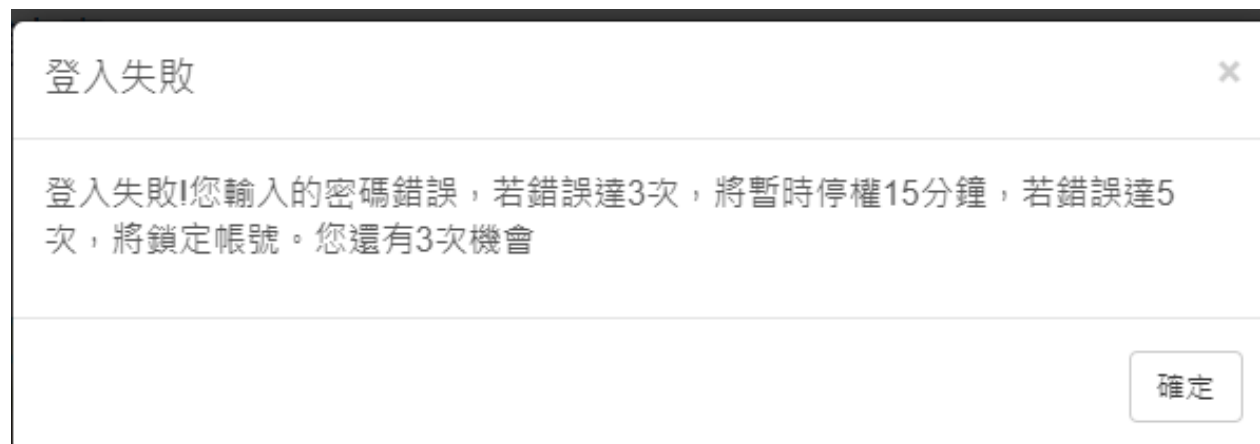 登入失敗
×
登入失敗!您輸入的密碼錯誤，若錯誤達3次，將暫時停權15分鐘，若錯誤達5
次，將鎖定帳號。您還有3次機會
確定